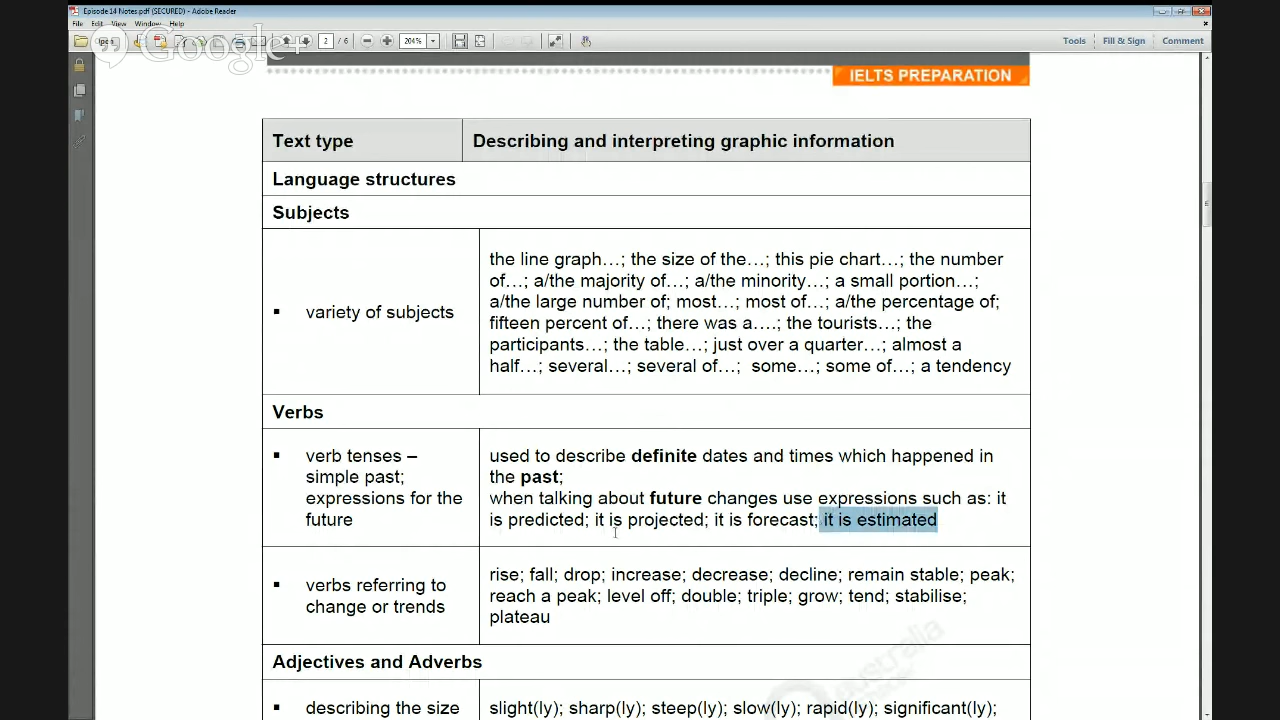 Episode 14 Notes.pdf (SECURED) - Adobe Reader
File Edit View Window Help
Open 2 / 6 204% Tools Fill & Sign Comment
Google+
IELTS PREPARATION
Text type Describing and interpreting graphic information
Language structures
Subjects
▪ variety of subjects
the line graph…; the size of the…; this pie chart…; the number
of…; a/the majority of…; a/the minority…; a small portion…;
a/the large number of; most…; most of…; a/the percentage of;
fifteen percent of…; there was a….; the tourists…; the
participants…; the table…; just over a quarter…; almost a
half…; several…; several of…; some…; some of…; a tendency
Verbs
▪ verb tenses –
simple past;
expressions for the
future
used to describe definite dates and times which happened in
the past;
when talking about future changes use expressions such as: it
is predicted; it is projected; it is forecast; it is estimated
▪ verbs referring to
change or trends
rise; fall; drop; increase; decrease; decline; remain stable; peak;
reach a peak; level off; double; triple; grow; tend; stabilise;
plateau
Adjectives and Adverbs
▪ describing the size
slight(ly); sharp(ly); steep(ly); slow(ly); rapid(ly); significant(ly);
Australia